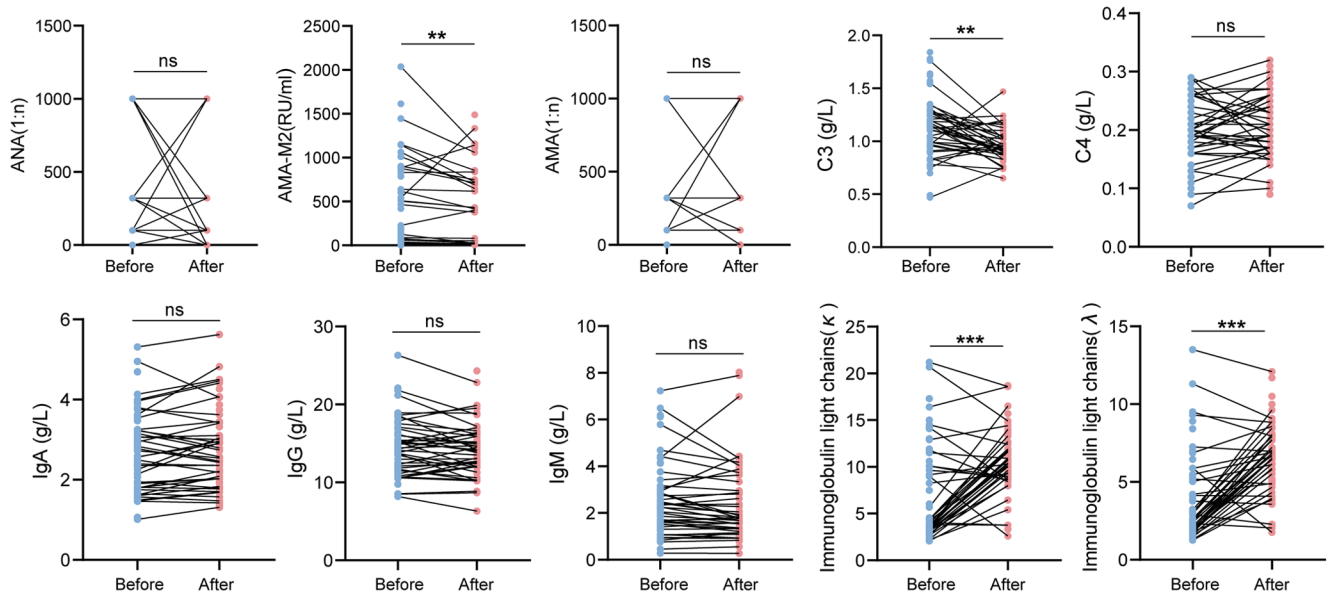 ANA(1:n)
1500
1000
500
0
ns
Before
After
AMA-M2(RU/ml)
2500
2000
1500
1000
500
0
**
Before
After
AMA(1:n)
1500
1000
500
0
ns
Before
After
C3 (g/L)
2.0
1.5
1.0
0.5
0.0
**
Before
After
C4 (g/L)
0.4
0.3
0.2
0.1
0.0
ns
Before
After
IgA (g/L)
6
4
2
0
ns
Before
After
IgG (g/L)
30
20
10
0
ns
Before
After
IgM (g/L)
10
8
6
4
2
0
ns
Before
After
Immunoglobulin light chains(κ)
25
20
15
10
5
0
***
Before
After
Immunoglobulin light chains(λ)
15
10
5
0
***
Before
After